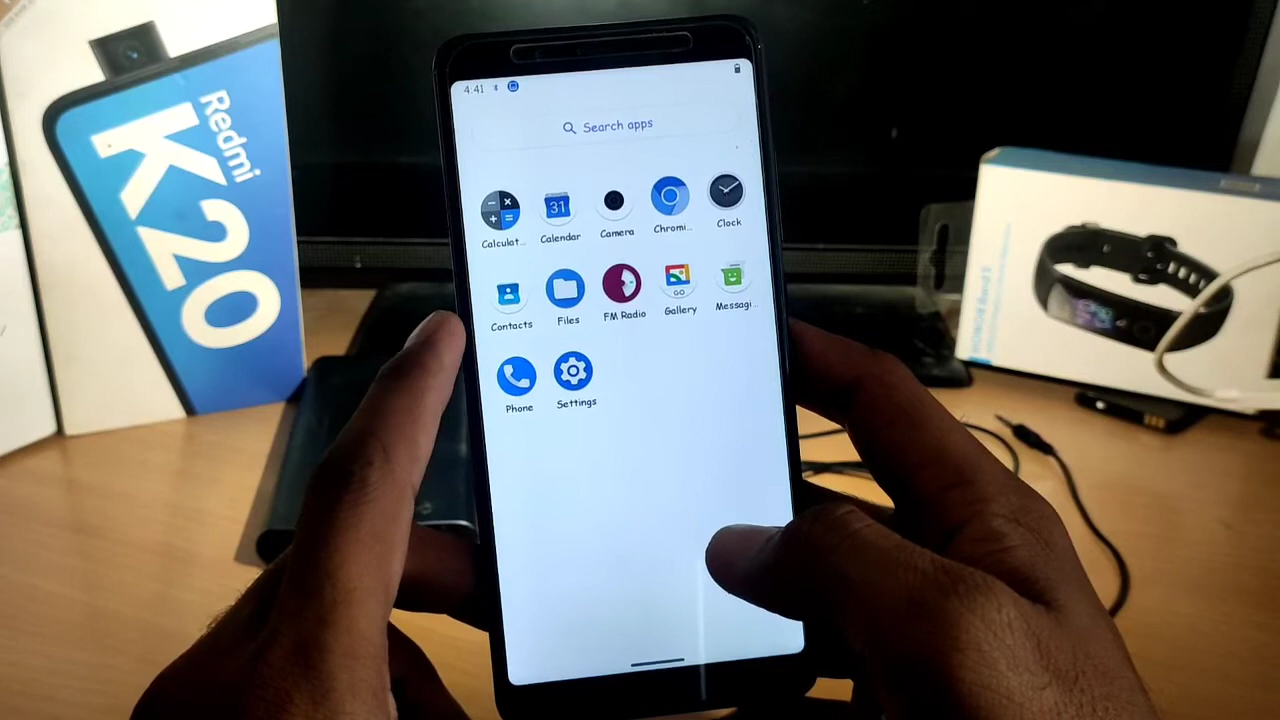 Redmi
K20
4:41
Search apps
31
Calculat...
Calendar
Camera
Chromi...
Clock
GO
Contacts
Files
FM Radio
Gallery
Messagi...
Phone
Settings